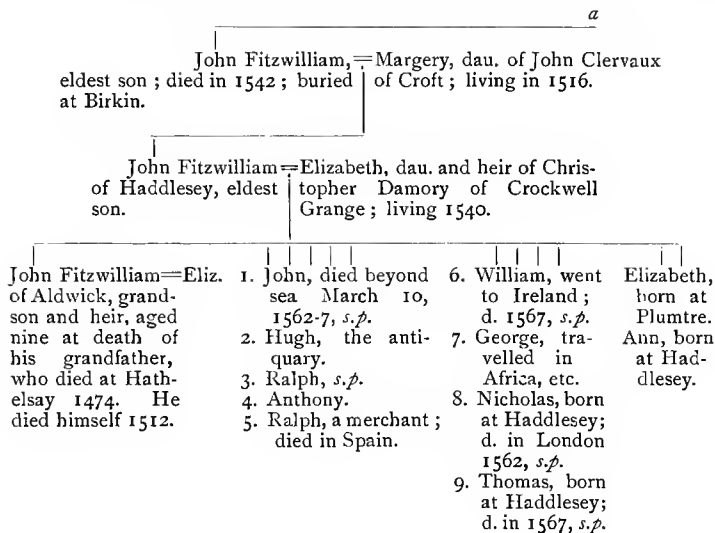 a
John Fitzwilliam,=Margery, dau. of John Clervaux
eldest son ; died in 1542 ; buried of Croft ; living in 1516.
at Birkin.
John Fitzwilliam=Elizabeth, dau. and heir of Chris-
of Haddlesey, eldest topher Damory of Crockwell
son. Grange ; living 1540.
John Fitzwilliam=Eliz.
of Aldwick, grand-
son and heir, aged
nine at death of
his grandfather,
who died at Hath-
elsay 1474. He
died himself 1512.
1. John, died beyond
sea March 10,
1562-7, s.p.
2. Hugh, the anti-
quary.
3. Ralph, s.p.
4. Anthony.
5. Ralph, a merchant ;
died in Spain.
6. William, went
to Ireland ;
d. 1567, s.p.
7. George, tra-
velled in
Africa, etc.
8. Nicholas, born
at Haddlesey;
d. in London
1562, s.p.
9. Thomas, born
at Haddlesey;
d. in 1567, s.p.
Elizabeth,
born at
Plumtre.
Ann, born
at Had-
dlesey.